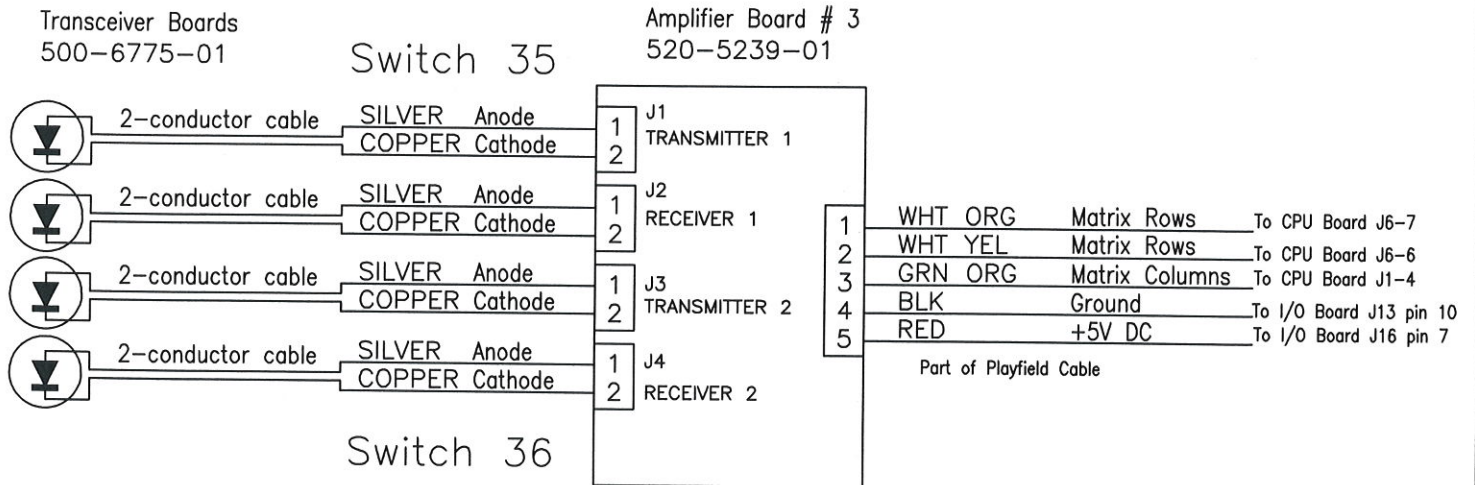 Transceiver Boards
500-6775-01
Switch 35
Amplifier Board # 3
520-5239-01
2-conductor cable SILVER Anode
COPPER Cathode
1
2
J1
TRANSMITTER 1
2-conductor cable SILVER Anode
COPPER Cathode
1
2
J2
RECEIVER 1
2-conductor cable SILVER Anode
COPPER Cathode
1
2
J3
TRANSMITTER 2
2-conductor cable SILVER Anode
COPPER Cathode
1
2
J4
RECEIVER 2
Switch 36
1 WHT ORG Matrix Rows To CPU Board J6-7
2 WHT YEL Matrix Rows To CPU Board J6-6
3 GRN ORG Matrix Columns To CPU Board J1-4
4 BLK Ground To I/O Board J13 pin 10
5 RED +5V DC To I/O Board J16 pin 7
Part of Playfield Cable